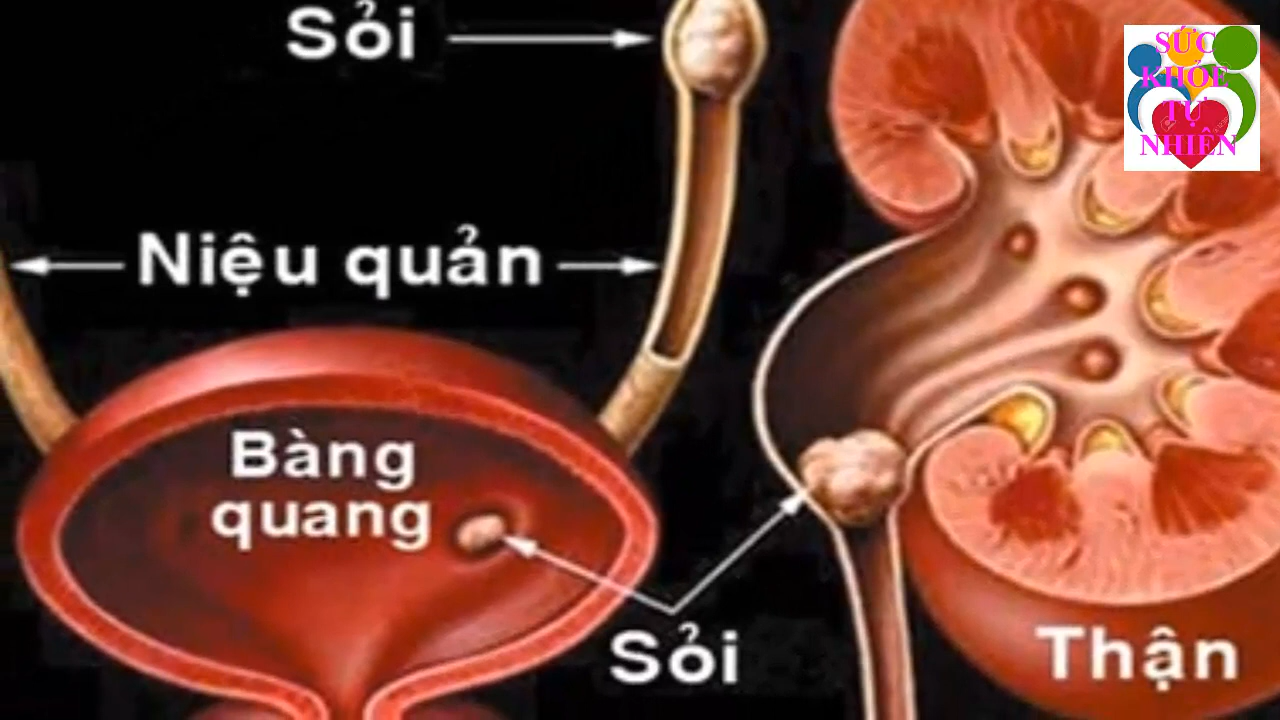 Sỏi
SỨC
KHỎE
TỰ
NHIÊN
Niệu quản
Bàng
quang
Sỏi
Thận